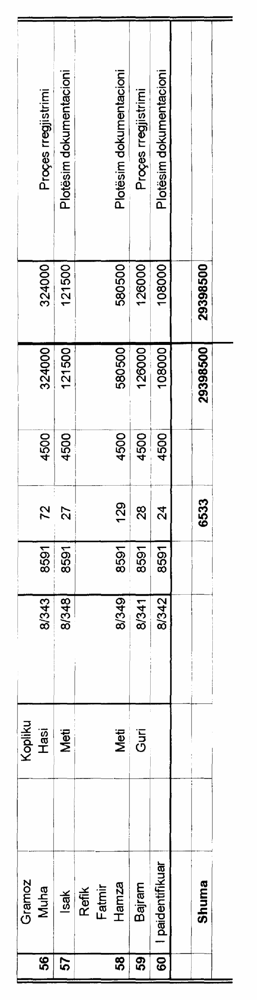 Gramoz Kopliku
56 Muha Hasi 8/343 8591 72 4500 324000 324000 Proçes rregjistrimi
57 Isak Meti 8/348 8591 27 4500 121500 121500 Plotësim dokumentacioni
Refik
Fatmir
58 Hamza Meti 8/349 8591 129 4500 580500 580500 Plotësim dokumentacioni
59 Bajram Guri 8/341 8591 28 4500 126000 126000 Proçes rregjistrimi
60 I paidentifikuar 8/342 8591 24 4500 108000 108000 Plotësim dokumentacioni
Shuma 6533 29398500 29398500